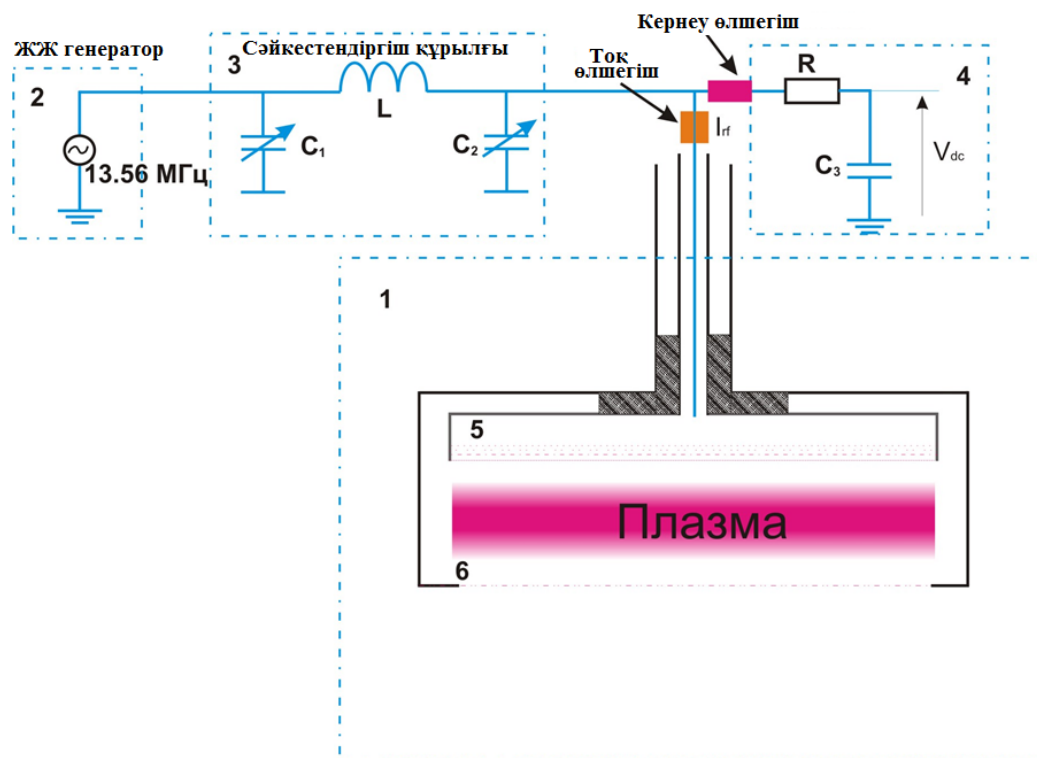 ЖЖ генератор
2
13.56 МГц
Сәйкестендіргіш құрылғы
3
L
C₁
C₂
Тоқ
өлшегіш
Кернеу өлшегіш
Irf
R
4
C₃
Vdc
1
5
Плазма
6